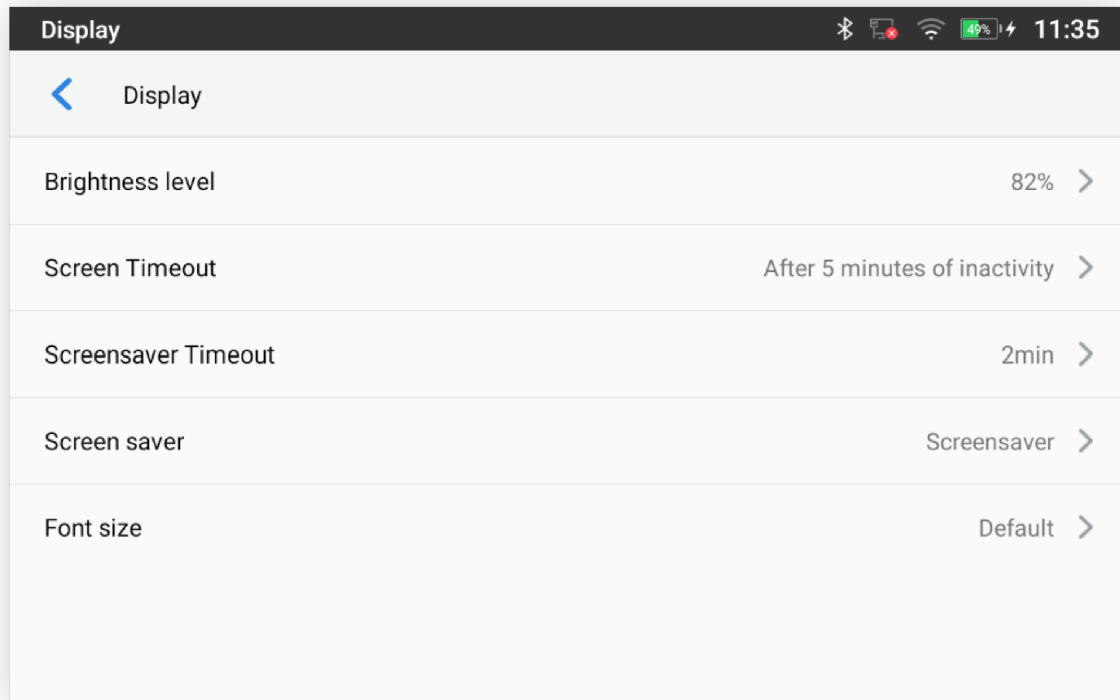 Display 49% 11:35
Display
Brightness level 82%
Screen Timeout After 5 minutes of inactivity
Screensaver Timeout 2min
Screen saver Screensaver
Font size Default